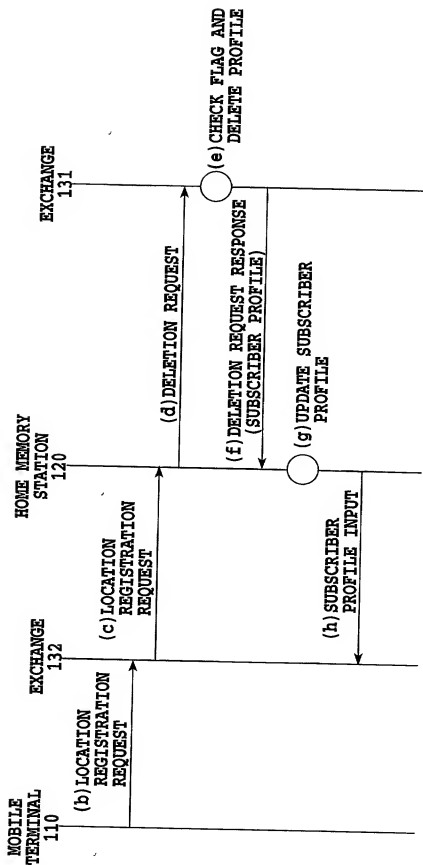 MOBILE
TERMINAL
110
EXCHANGE
132
HOME MEMORY
STATION
120
EXCHANGE
131
(b)LOCATION
REGISTRATION
REQUEST
(c)LOCATION
REGISTRATION
REQUEST
(d)DELETION REQUEST
(e)CHECK FLAG AND
DELETE PROFILE
(f)DELETION REQUEST RESPONSE
(SUBSCRIBER PROFILE)
(g)UPDATE SUBSCRIBER
PROFILE
(h)SUBSCRIBER
PROFILE INPUT